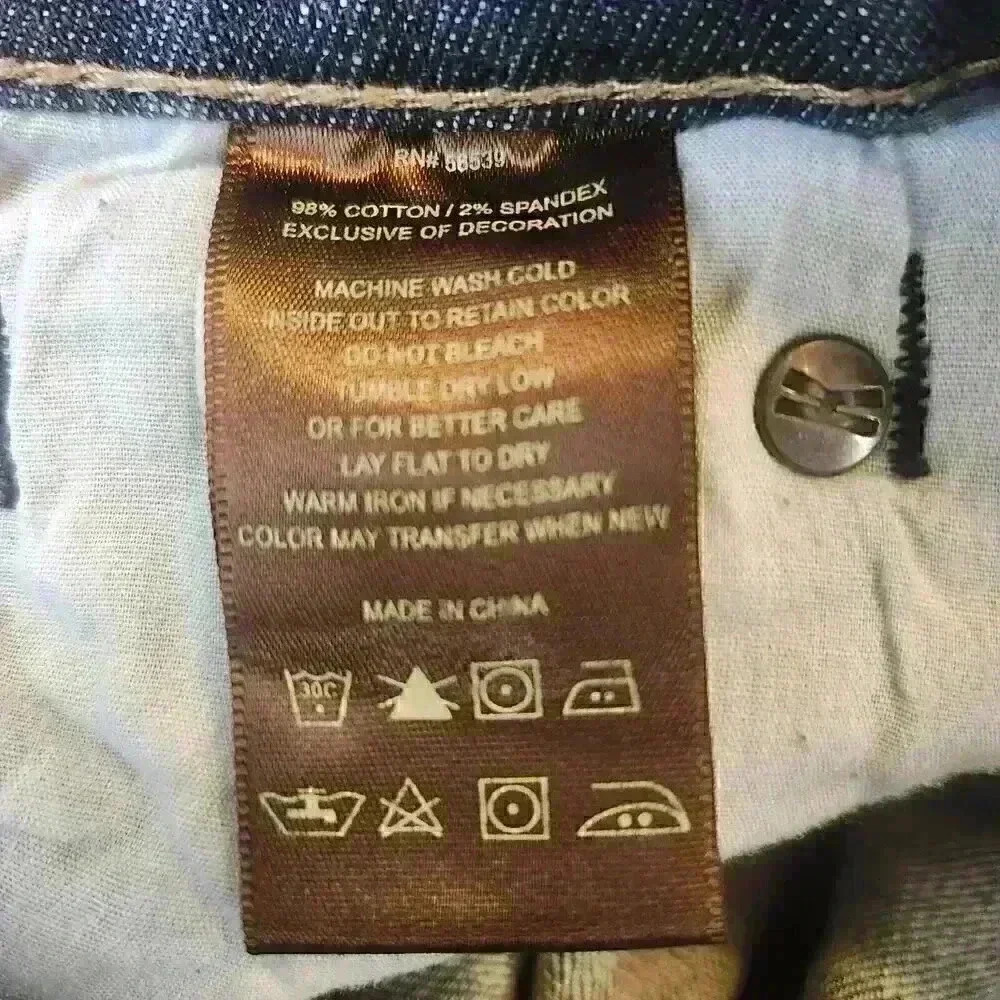 RN# 58539
98% COTTON / 2% SPANDEX
EXCLUSIVE OF DECORATION
MACHINE WASH COLD
INSIDE OUT TO RETAIN COLOR
DO NOT BLEACH
TUMBLE DRY LOW
OR FOR BETTER CARE
LAY FLAT TO DRY
WARM IRON IF NECESSARY
COLOR MAY TRANSFER WHEN NEW
MADE IN CHINA
30C